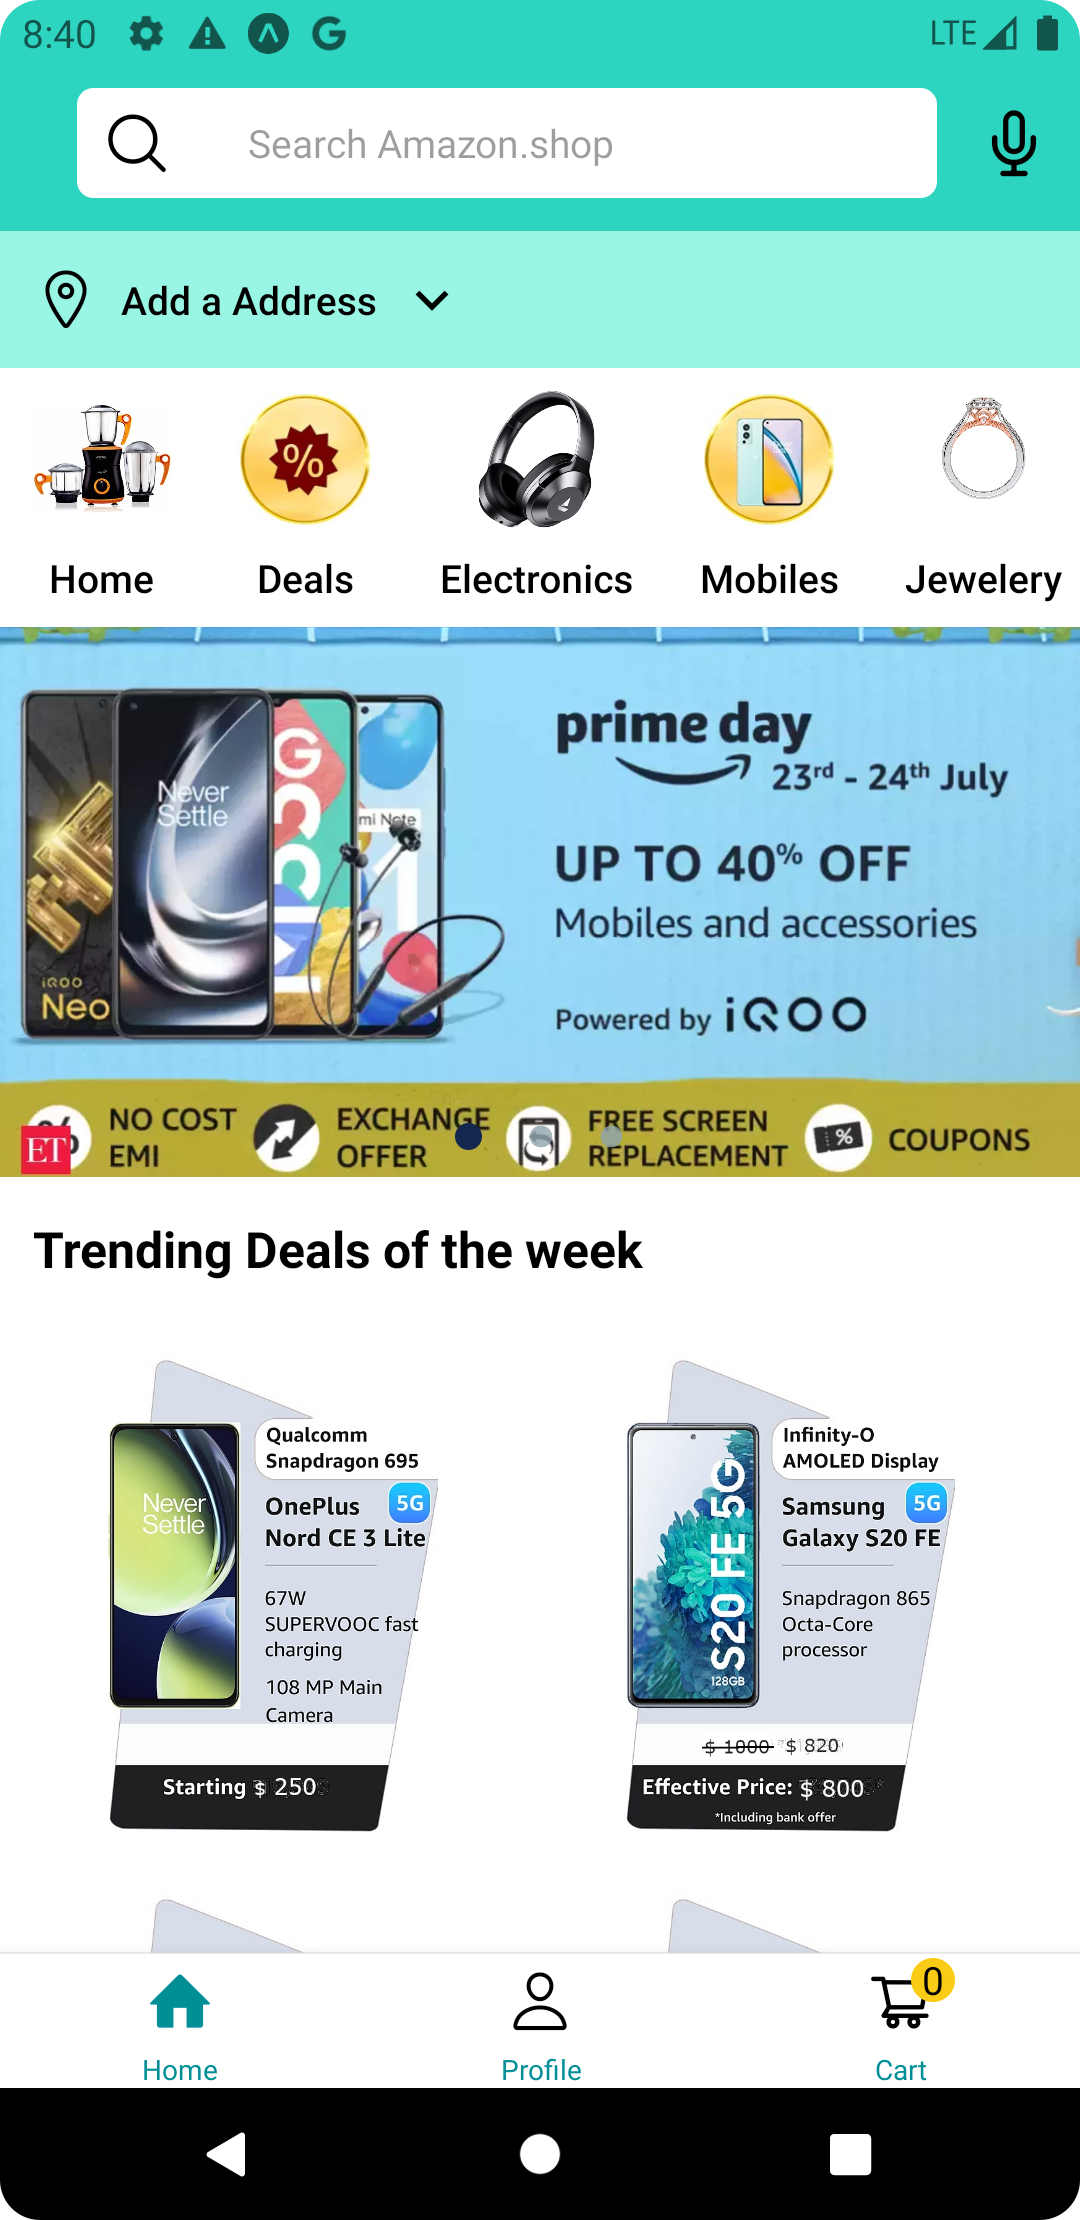 8:40
LTE
Search Amazon.shop
Add a Address
%
Home
Deals
Electronics
Mobiles
Jewelery
Never
Settle
mi Note
1
iQOO
Neo
prime day
23rd - 24th July
UP TO 40% OFF
Mobiles and accessories
Powered by iQOO
NO COST
EMI
EXCHANGE
OFFER
FREE SCREEN
REPLACEMENT
%
COUPONS
ET
Trending Deals of the week
Never
Settle
Qualcomm
Snapdragon 695
OnePlus 5G
Nord CE 3 Lite
67W
SUPERVOOC fast
charging
108 MP Main
Camera
Starting $ 250
S20 FE 5G
128GB
Infinity-O
AMOLED Display
Samsung 5G
Galaxy S20 FE
Snapdragon 865
Octa-Core
processor
$ 1000 $ 820
Effective Price: $ 800
*Including bank offer
0
Home
Profile
Cart